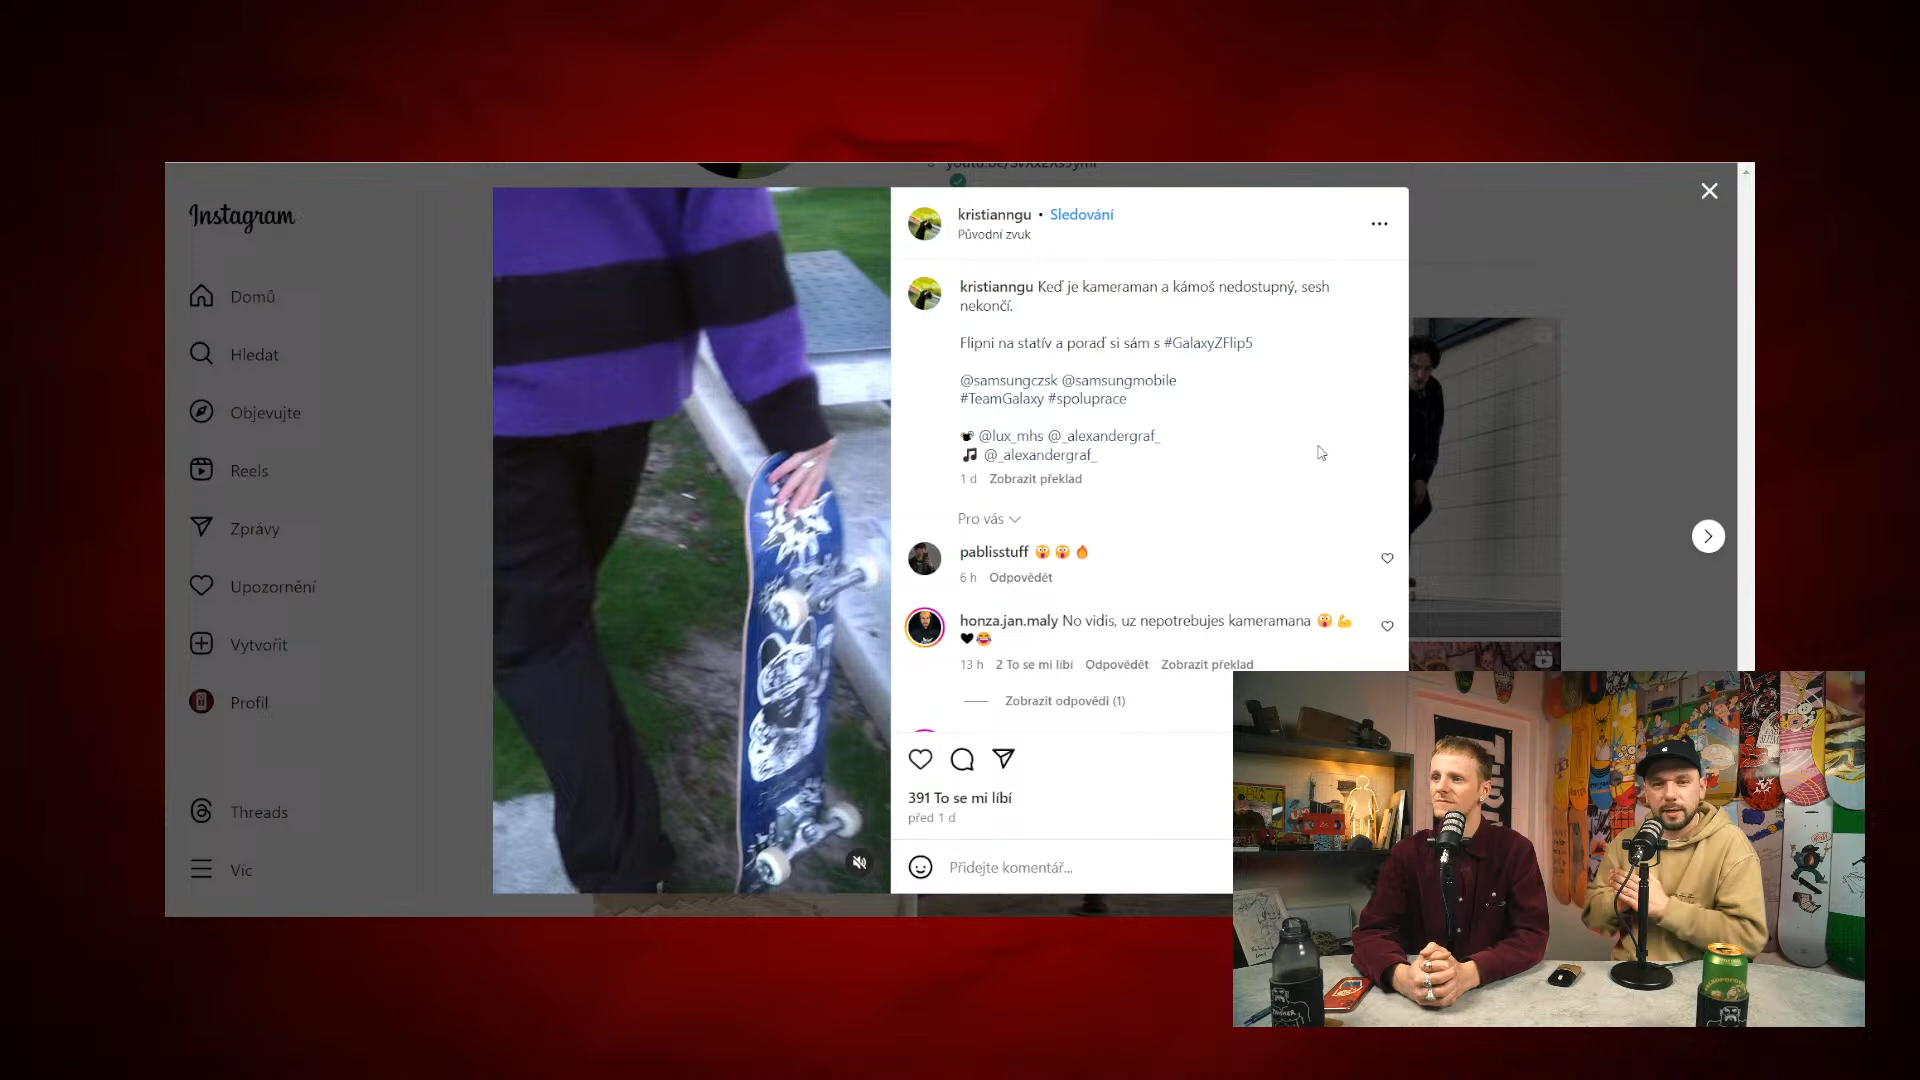 Instagram
Domů
Hledat
Objevujte
Reels
Zprávy
Upozornění
Vytvořit
Profil
Threads
Víc
kristianngu • Sledování
Původní zvuk
kristianngu Keď je kameraman a kámoš nedostupný, sesh
nekončí.
Flipni na statív a poraď si sám s #GalaxyZFlip5
@samsungczsk @samsungmobile
#TeamGalaxy #spoluprace
@lux_mhs @_alexandergraf_
@_alexandergraf_
1 d Zobrazit překlad
Pro vás
pablisstuff
6 h Odpovědět
honza.jan.maly No vidis, uz nepotrebujes kameramana
13 h 2 To se mi líbí Odpovědět Zobrazit překlad
Zobrazit odpovědi (1)
391 To se mi líbí
před 1 d
Přidejte komentář...